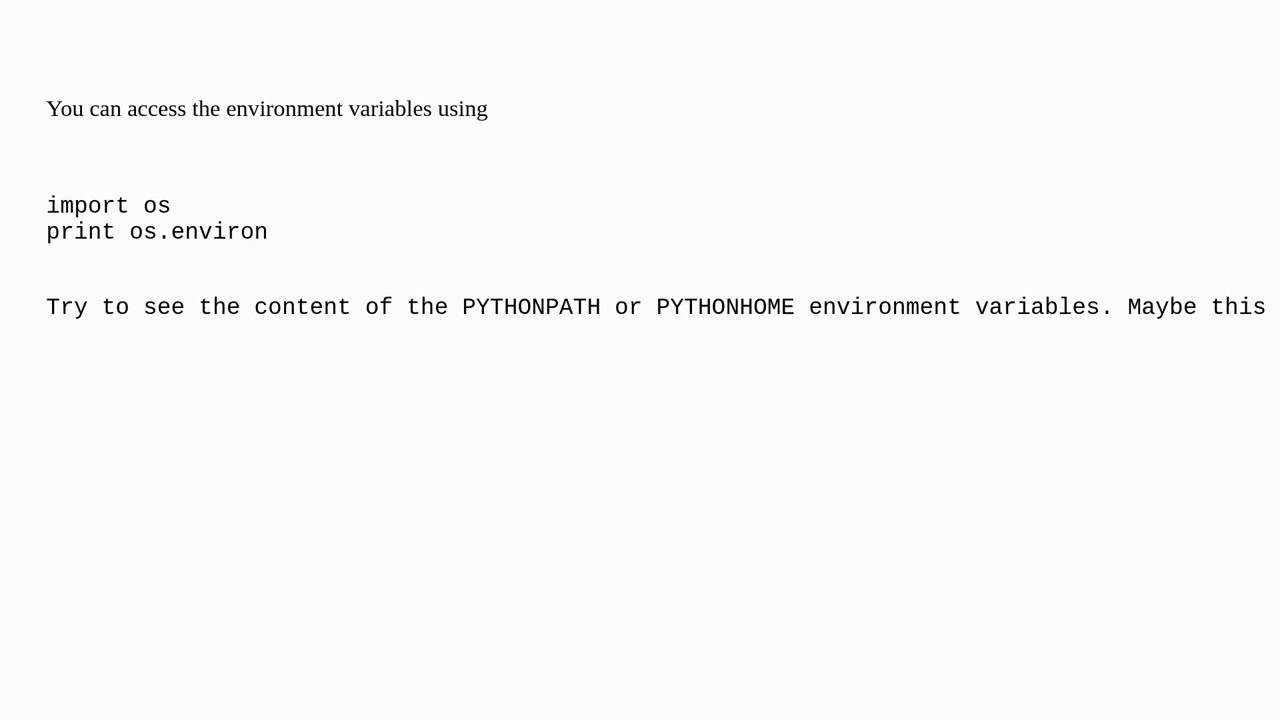 You can access the environment variables using
import os
print os.environ
Try to see the content of the PYTHONPATH or PYTHONHOME environment variables. Maybe this